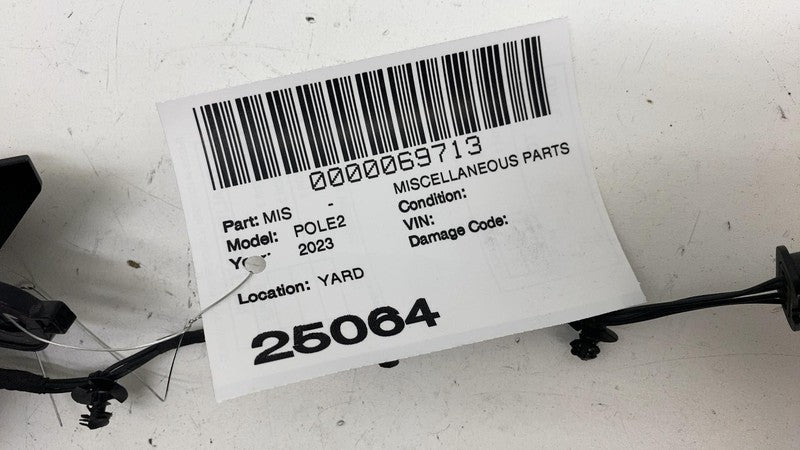 0000069713
Part: MIS - MISCELLANEOUS PARTS
Model: POLE2 Condition:
2023 VIN:
Damage Code:
Location: YARD
25064